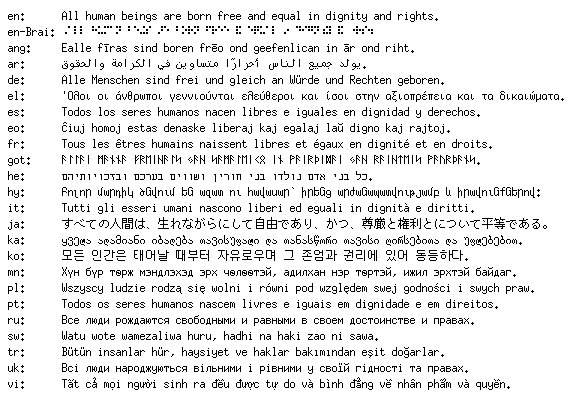 en: All human beings are born free and equal in dignity and rights.
en-Brai:
ang: Ealle fīras sind boren frēo ond geefenlican in ār ond riht.
ar: يولد جميع الناس أحرارًا متساوين في الكرامة والحقوق.
de: Alle Menschen sind frei und gleich an Würde und Rechten geboren.
el: Όλοι οι άνθρωποι γεννιούνται ελεύθεροι και ίσοι στην αξιοπρέπεια και τα δικαιώματα.
es: Todos los seres humanos nacen libres e iguales en dignidad y derechos.
eo: Ĉiuj homoj estas denaske liberaj kaj egalaj laŭ digno kaj rajtoj.
fr: Tous les êtres humains naissent libres et égaux en dignité et en droits.
got:
he: כל בני אדם נולדו בני חורין ושווים בערכם ובזכויותיהם.
hy: Բոլոր մարդիկ ծնվում են ազատ ու հավասար՝ իրենց արժանապատվությամբ և իրավունքներով:
it: Tutti gli esseri umani nascono liberi ed eguali in dignità e diritti.
ja: すべての人間は、生れながらにして自由であり、かつ、尊厳と権利とについて平等である。
ka: ყველა ადამიანი იბადება თავისუფალი და თანასწორი თავისი ღირსებითა და უფლებებით.
ko: 모든 인간은 태어날 때부터 자유로우며 그 존엄과 권리에 있어 동등하다.
mn: Хүн бүр төрж мэндлэхэд эрх чөлөөтэй, адилхан нэр төртэй, ижил эрхтэй байдаг.
pl: Wszyscy ludzie rodzą się wolni i równi pod względem swej godności i swych praw.
pt: Todos os seres humanos nascem livres e iguais em dignidade e em direitos.
ru: Все люди рождаются свободными и равными в своем достоинстве и правах.
sw: Watu wote wamezaliwa huru, hadhi na haki zao ni sawa.
tr: Bütün insanlar hür, haysiyet ve haklar bakımından eşit doğarlar.
uk: Всі люди народжуються вільними і рівними у своїй гідності та правах.
vi: Tất cả mọi người sinh ra đều được tự do và bình đẳng về nhân phẩm và quyền.